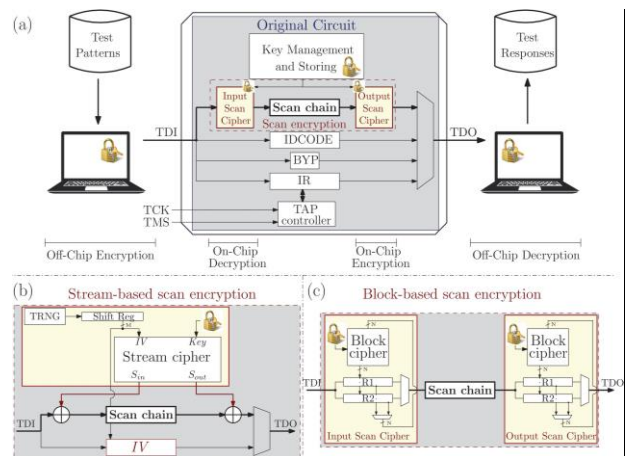 (a)
Test
Patterns
Original Circuit
Key Management
and Storing
Test
Responses
Input
Scan
Cipher
Scan chain
Output
Scan
Cipher
Scan encryption
TDI
IDCODE
BYP
IR
TDO
TCK
TMS
TAP
controller
Off-Chip Encryption
On-Chip
Decryption
On-Chip
Encryption
Off-Chip Decryption
(b)
Stream-based scan encryption
TRNG
Shift Reg
M
IV
Key
Stream cipher
Sin
Sout
TDI
Scan chain
IV
TDO
(c)
Block-based scan encryption
N
Block
cipher
N
TDI
R1
R2
N
Input Scan Cipher
Scan chain
N
Block
cipher
N
R1
R2
N
TDO
Output Scan Cipher